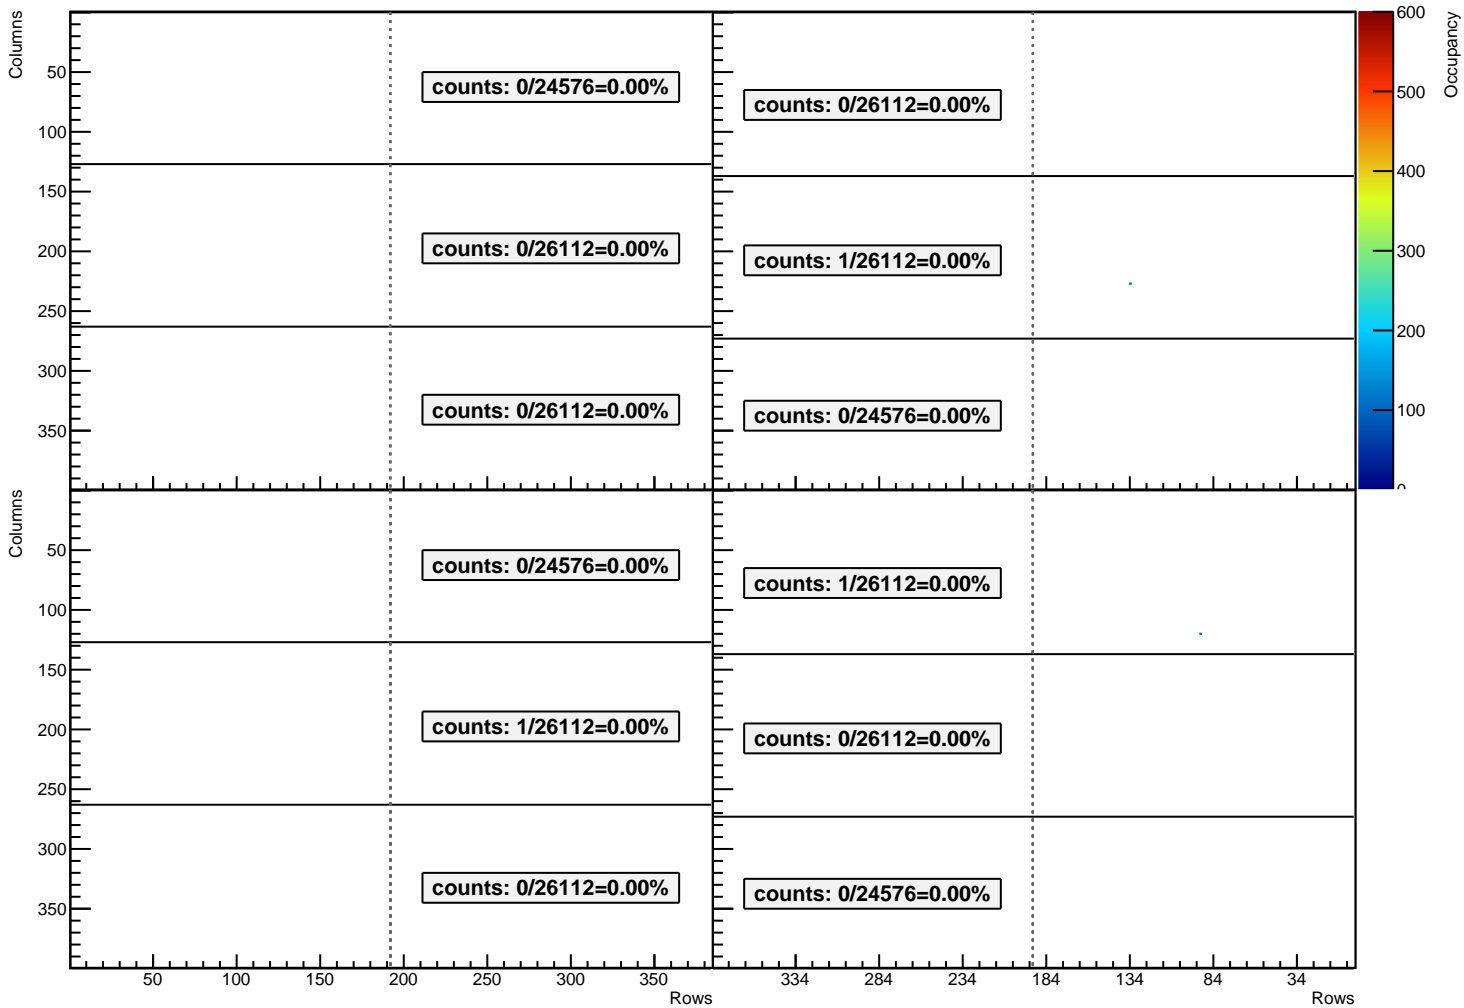 Columns
50
100
150
200
250
300
350
counts: 0/24576=0.00%
counts: 0/26112=0.00%
counts: 0/26112=0.00%
counts: 0/26112=0.00%
counts: 1/26112=0.00%
counts: 0/24576=0.00%
600
500
400
300
200
100
0
Occupancy
Columns
50
100
150
200
250
300
350
counts: 0/24576=0.00%
counts: 1/26112=0.00%
counts: 0/26112=0.00%
50 100 150 200 250 300 350
Rows
counts: 1/26112=0.00%
counts: 0/26112=0.00%
counts: 0/24576=0.00%
334 284 234 184 134 84 34
Rows